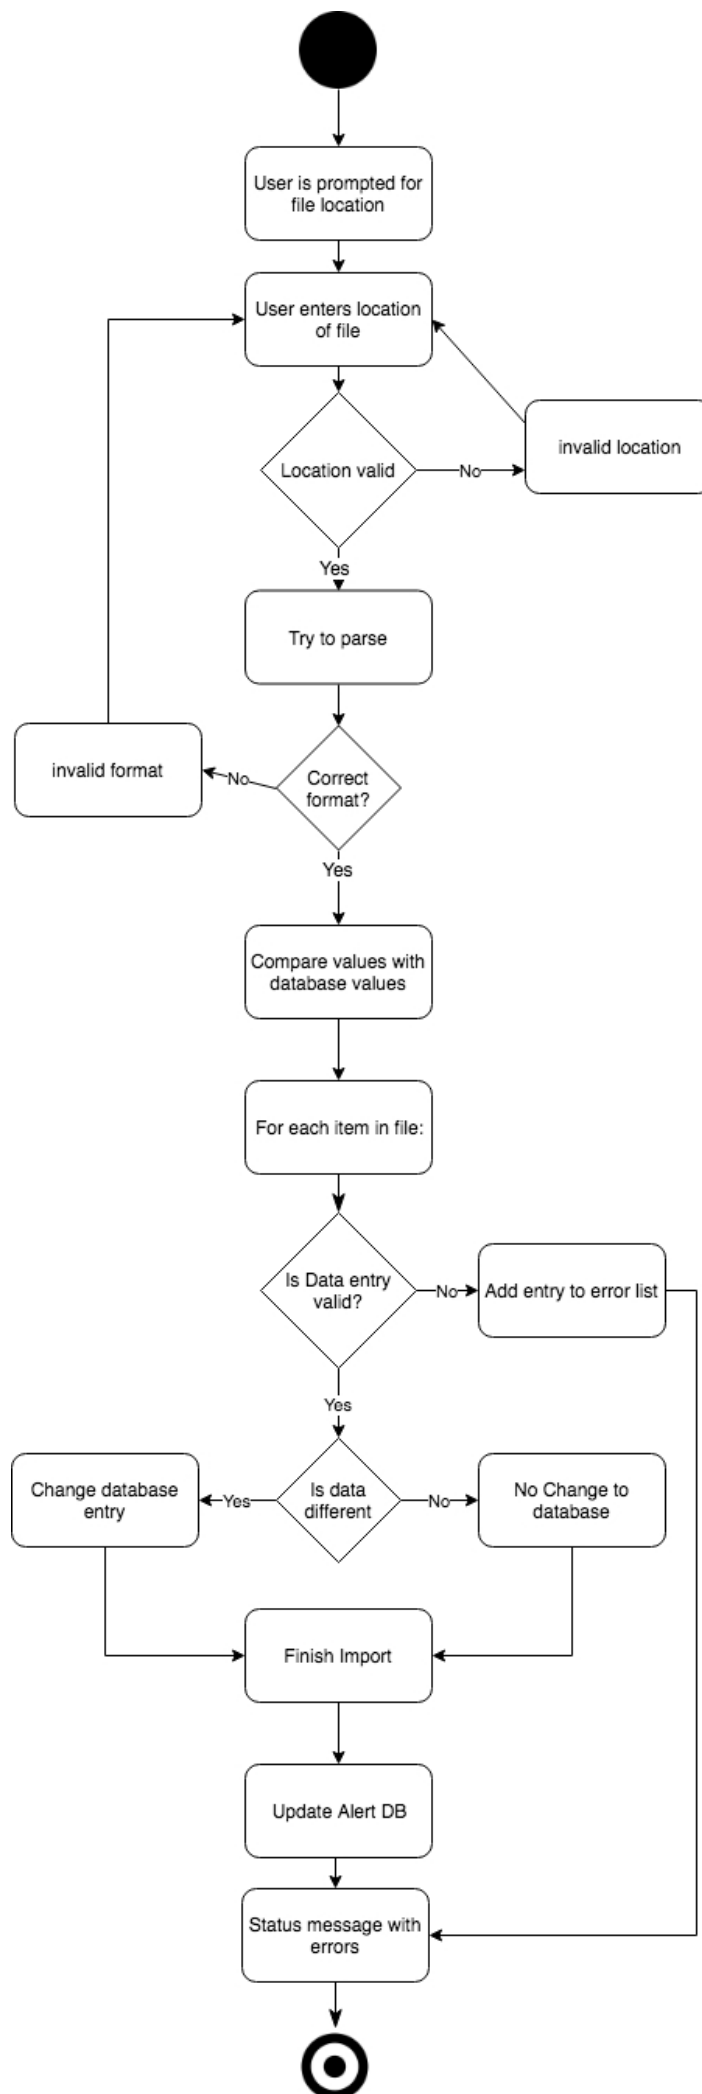 User is prompted for
file location
User enters location
of file
Location valid
No
invalid location
Yes
Try to parse
invalid format
No
Correct
format?
Yes
Compare values with
database values
For each item in file:
Is Data entry
valid?
No
Add entry to error list
Yes
Change database
entry
Yes
Is data
different
No
No Change to
database
Finish Import
Update Alert DB
Status message with
errors